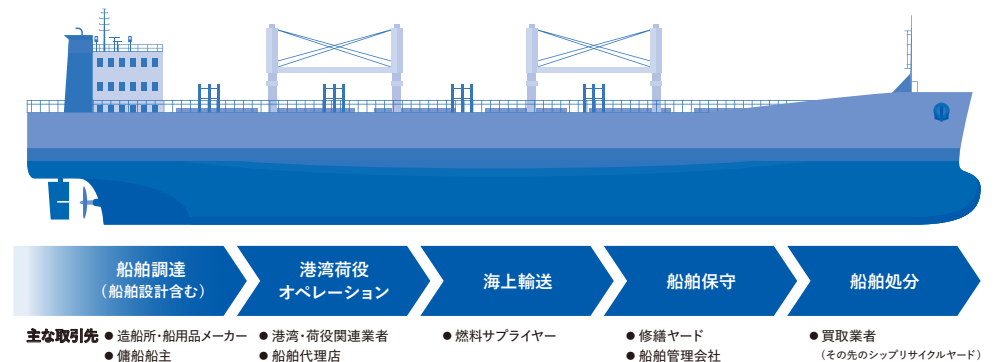 船舶調達
（船舶設計含む）
港湾荷役
オペレーション
海上輸送
船舶保守
船舶処分
主な取引先
●造船所・船用品メーカー
●傭船船主
●港湾・荷役関連業者
●船舶代理店
●燃料サプライヤー
●修繕ヤード
●船舶管理会社
●買取業者
（その先のシップリサイクルヤード）